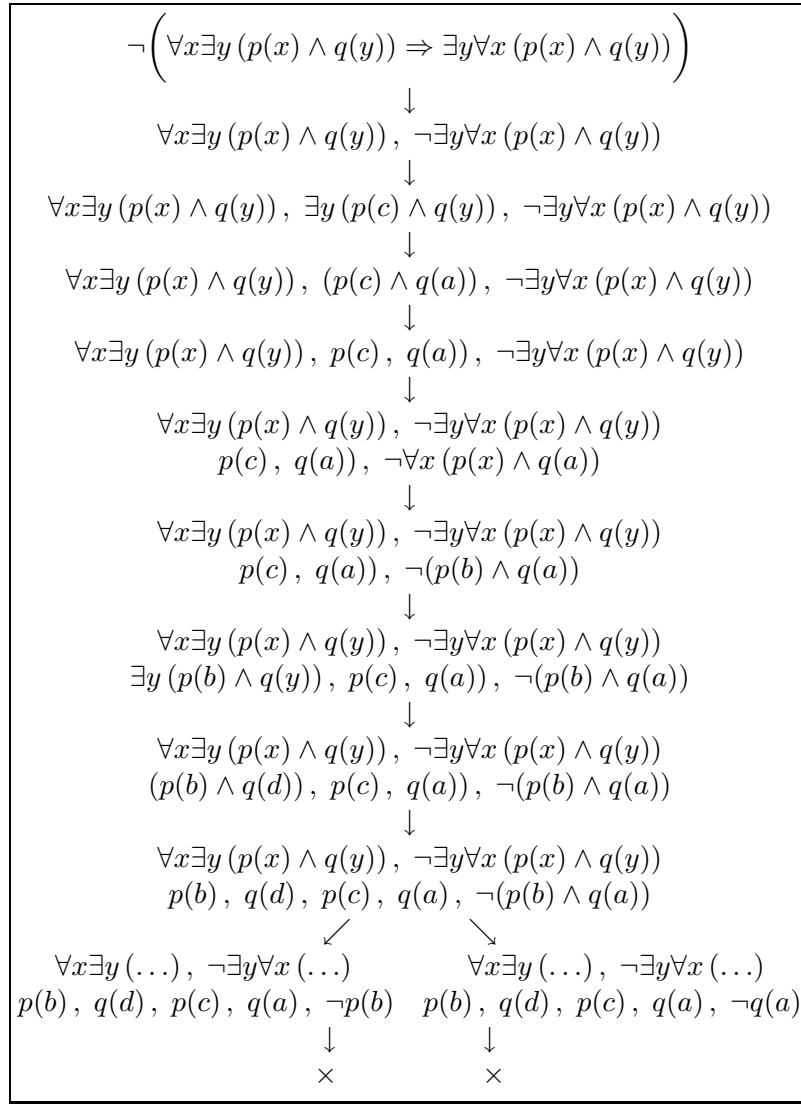 ¬(∀x∃y (p(x) ∧ q(y)) ⇒ ∃y∀x (p(x) ∧ q(y)))
↓
∀x∃y (p(x) ∧ q(y)) , ¬∃y∀x (p(x) ∧ q(y))
↓
∀x∃y (p(x) ∧ q(y)) , ∃y (p(c) ∧ q(y)) , ¬∃y∀x (p(x) ∧ q(y))
↓
∀x∃y (p(x) ∧ q(y)) , (p(c) ∧ q(a)) , ¬∃y∀x (p(x) ∧ q(y))
↓
∀x∃y (p(x) ∧ q(y)) , p(c) , q(a)) , ¬∃y∀x (p(x) ∧ q(y))
↓
∀x∃y (p(x) ∧ q(y)) , ¬∃y∀x (p(x) ∧ q(y))
p(c) , q(a)) , ¬∀x (p(x) ∧ q(a))
↓
∀x∃y (p(x) ∧ q(y)) , ¬∃y∀x (p(x) ∧ q(y))
p(c) , q(a)) , ¬(p(b) ∧ q(a))
↓
∀x∃y (p(x) ∧ q(y)) , ¬∃y∀x (p(x) ∧ q(y))
∃y (p(b) ∧ q(y)) , p(c) , q(a)) , ¬(p(b) ∧ q(a))
↓
∀x∃y (p(x) ∧ q(y)) , ¬∃y∀x (p(x) ∧ q(y))
(p(b) ∧ q(d)) , p(c) , q(a)) , ¬(p(b) ∧ q(a))
↓
∀x∃y (p(x) ∧ q(y)) , ¬∃y∀x (p(x) ∧ q(y))
p(b) , q(d) , p(c) , q(a) , ¬(p(b) ∧ q(a))
↙ ↘
∀x∃y (. . .) , ¬∃y∀x (. . .) ∀x∃y (. . .) , ¬∃y∀x (. . .)
p(b) , q(d) , p(c) , q(a) , ¬p(b) p(b) , q(d) , p(c) , q(a) , ¬q(a)
↓ ↓
× ×